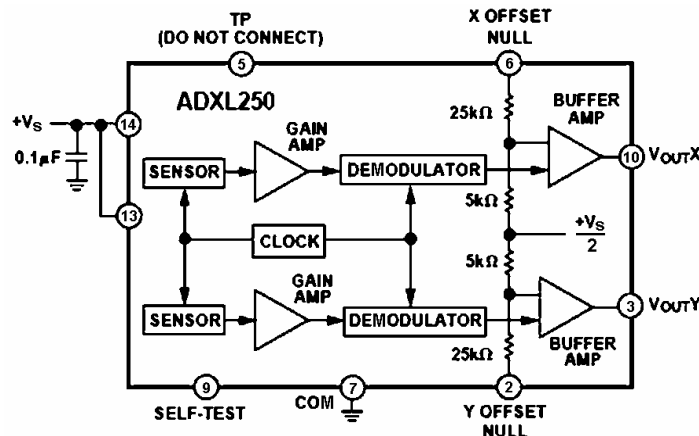 TP
(DO NOT CONNECT)
X OFFSET
NULL
5
6
ADXL250
25kΩ
BUFFER
AMP
+VS
14
GAIN
AMP
0.1µF
10
VOUTX
SENSOR
DEMODULATOR
5kΩ
13
CLOCK
+VS
2
5kΩ
GAIN
AMP
SENSOR
DEMODULATOR
3
VOUTY
BUFFER
AMP
25kΩ
9
7
2
SELF-TEST
COM
Y OFFSET
NULL